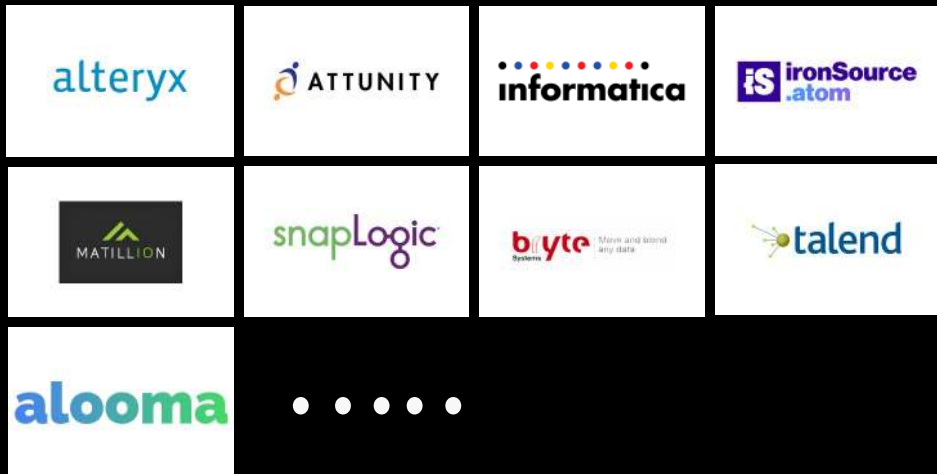 alteryx
ATTUNITY
informatica
iS ironSource
.atom
MATILLION
snapLogic
bryte Move and blend
Systems any data
talend
alooma